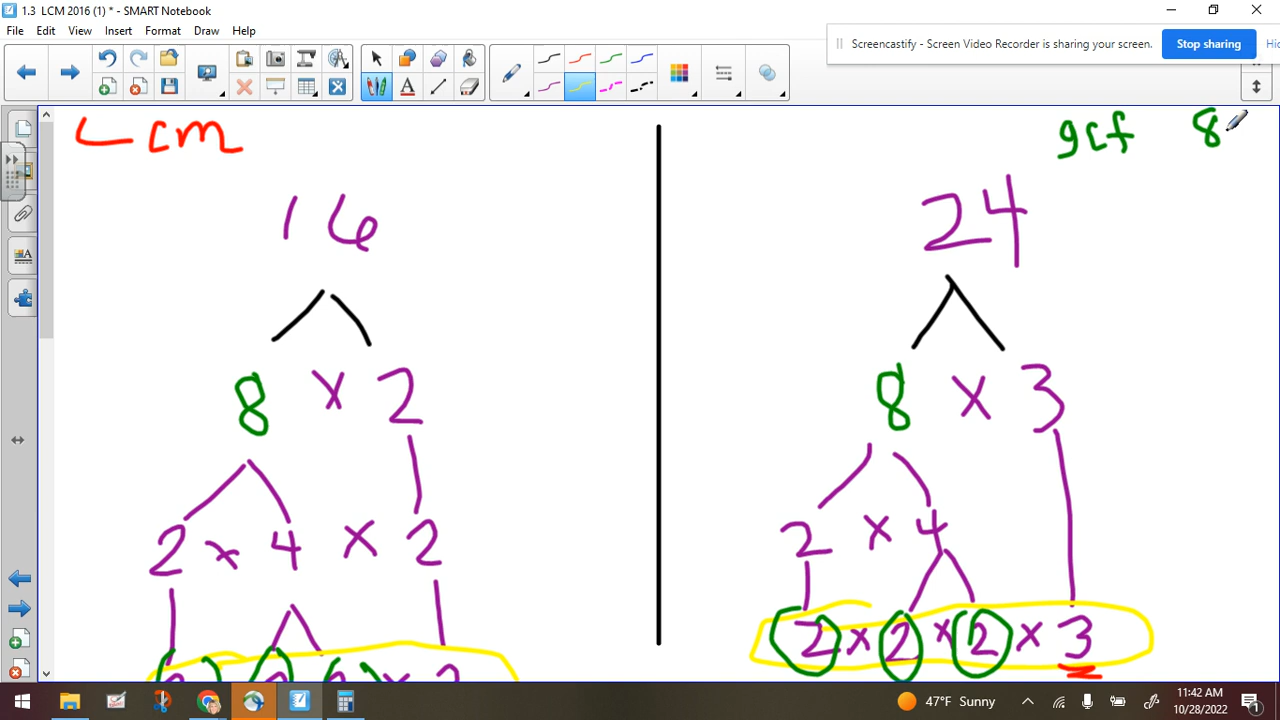 1.3 LCM 2016 (1) * - SMART Notebook
File Edit View Insert Format Draw Help
Screencastify - Screen Video Recorder is sharing your screen. Stop sharing
Lcm
gcf 8
16
24
8 x 2
8 x 3
2 x 4 x 2
2 x 4
2 x 2 x 2 x 3
47°F Sunny
11:42 AM
10/28/2022
1